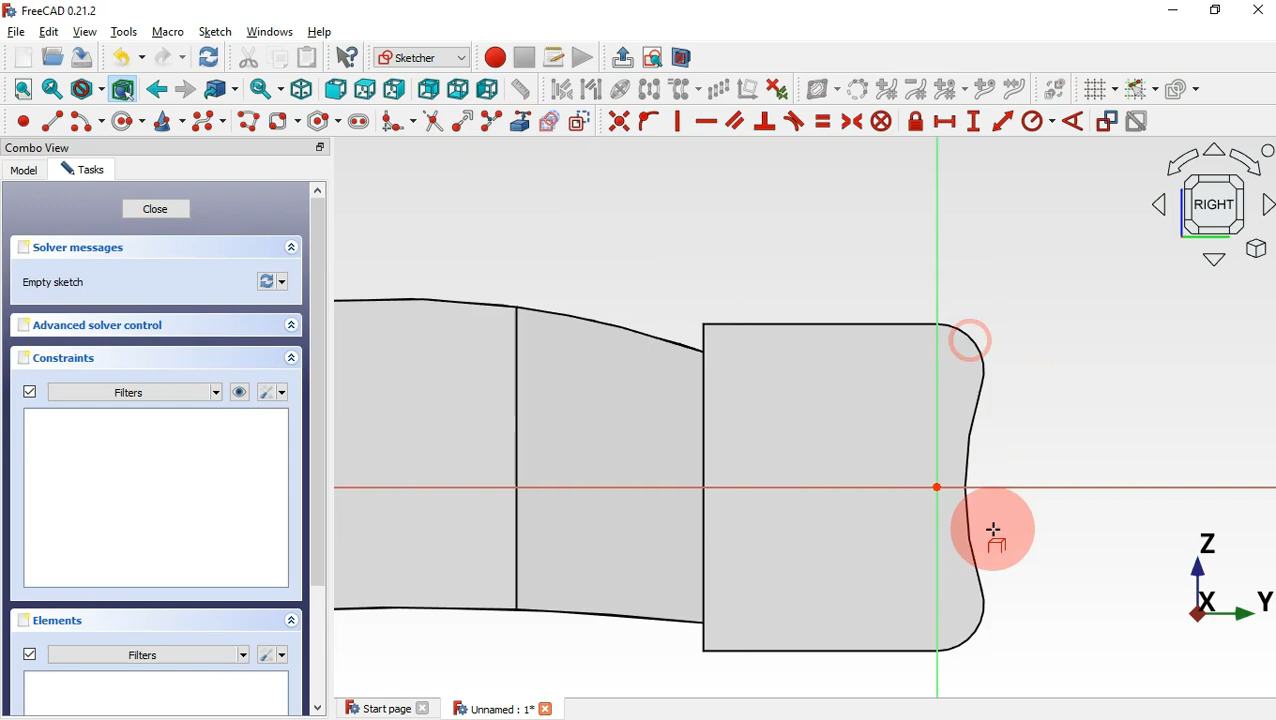 FreeCAD 0.21.2
File Edit View Tools Macro Sketch Windows Help
Sketcher
Combo View
Model Tasks
Close
Solver messages
Empty sketch
Advanced solver control
Constraints
Filters
Elements
Filters
RIGHT
Z
X Y
Start page Unnamed : 1*